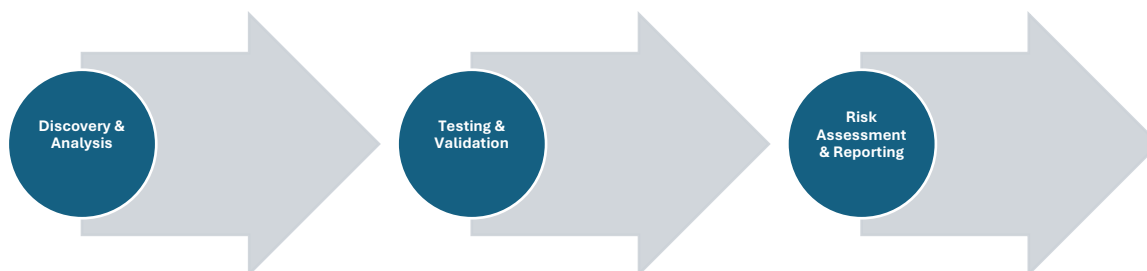 Discovery &
Analysis
Testing &
Validation
Risk
Assessment
& Reporting